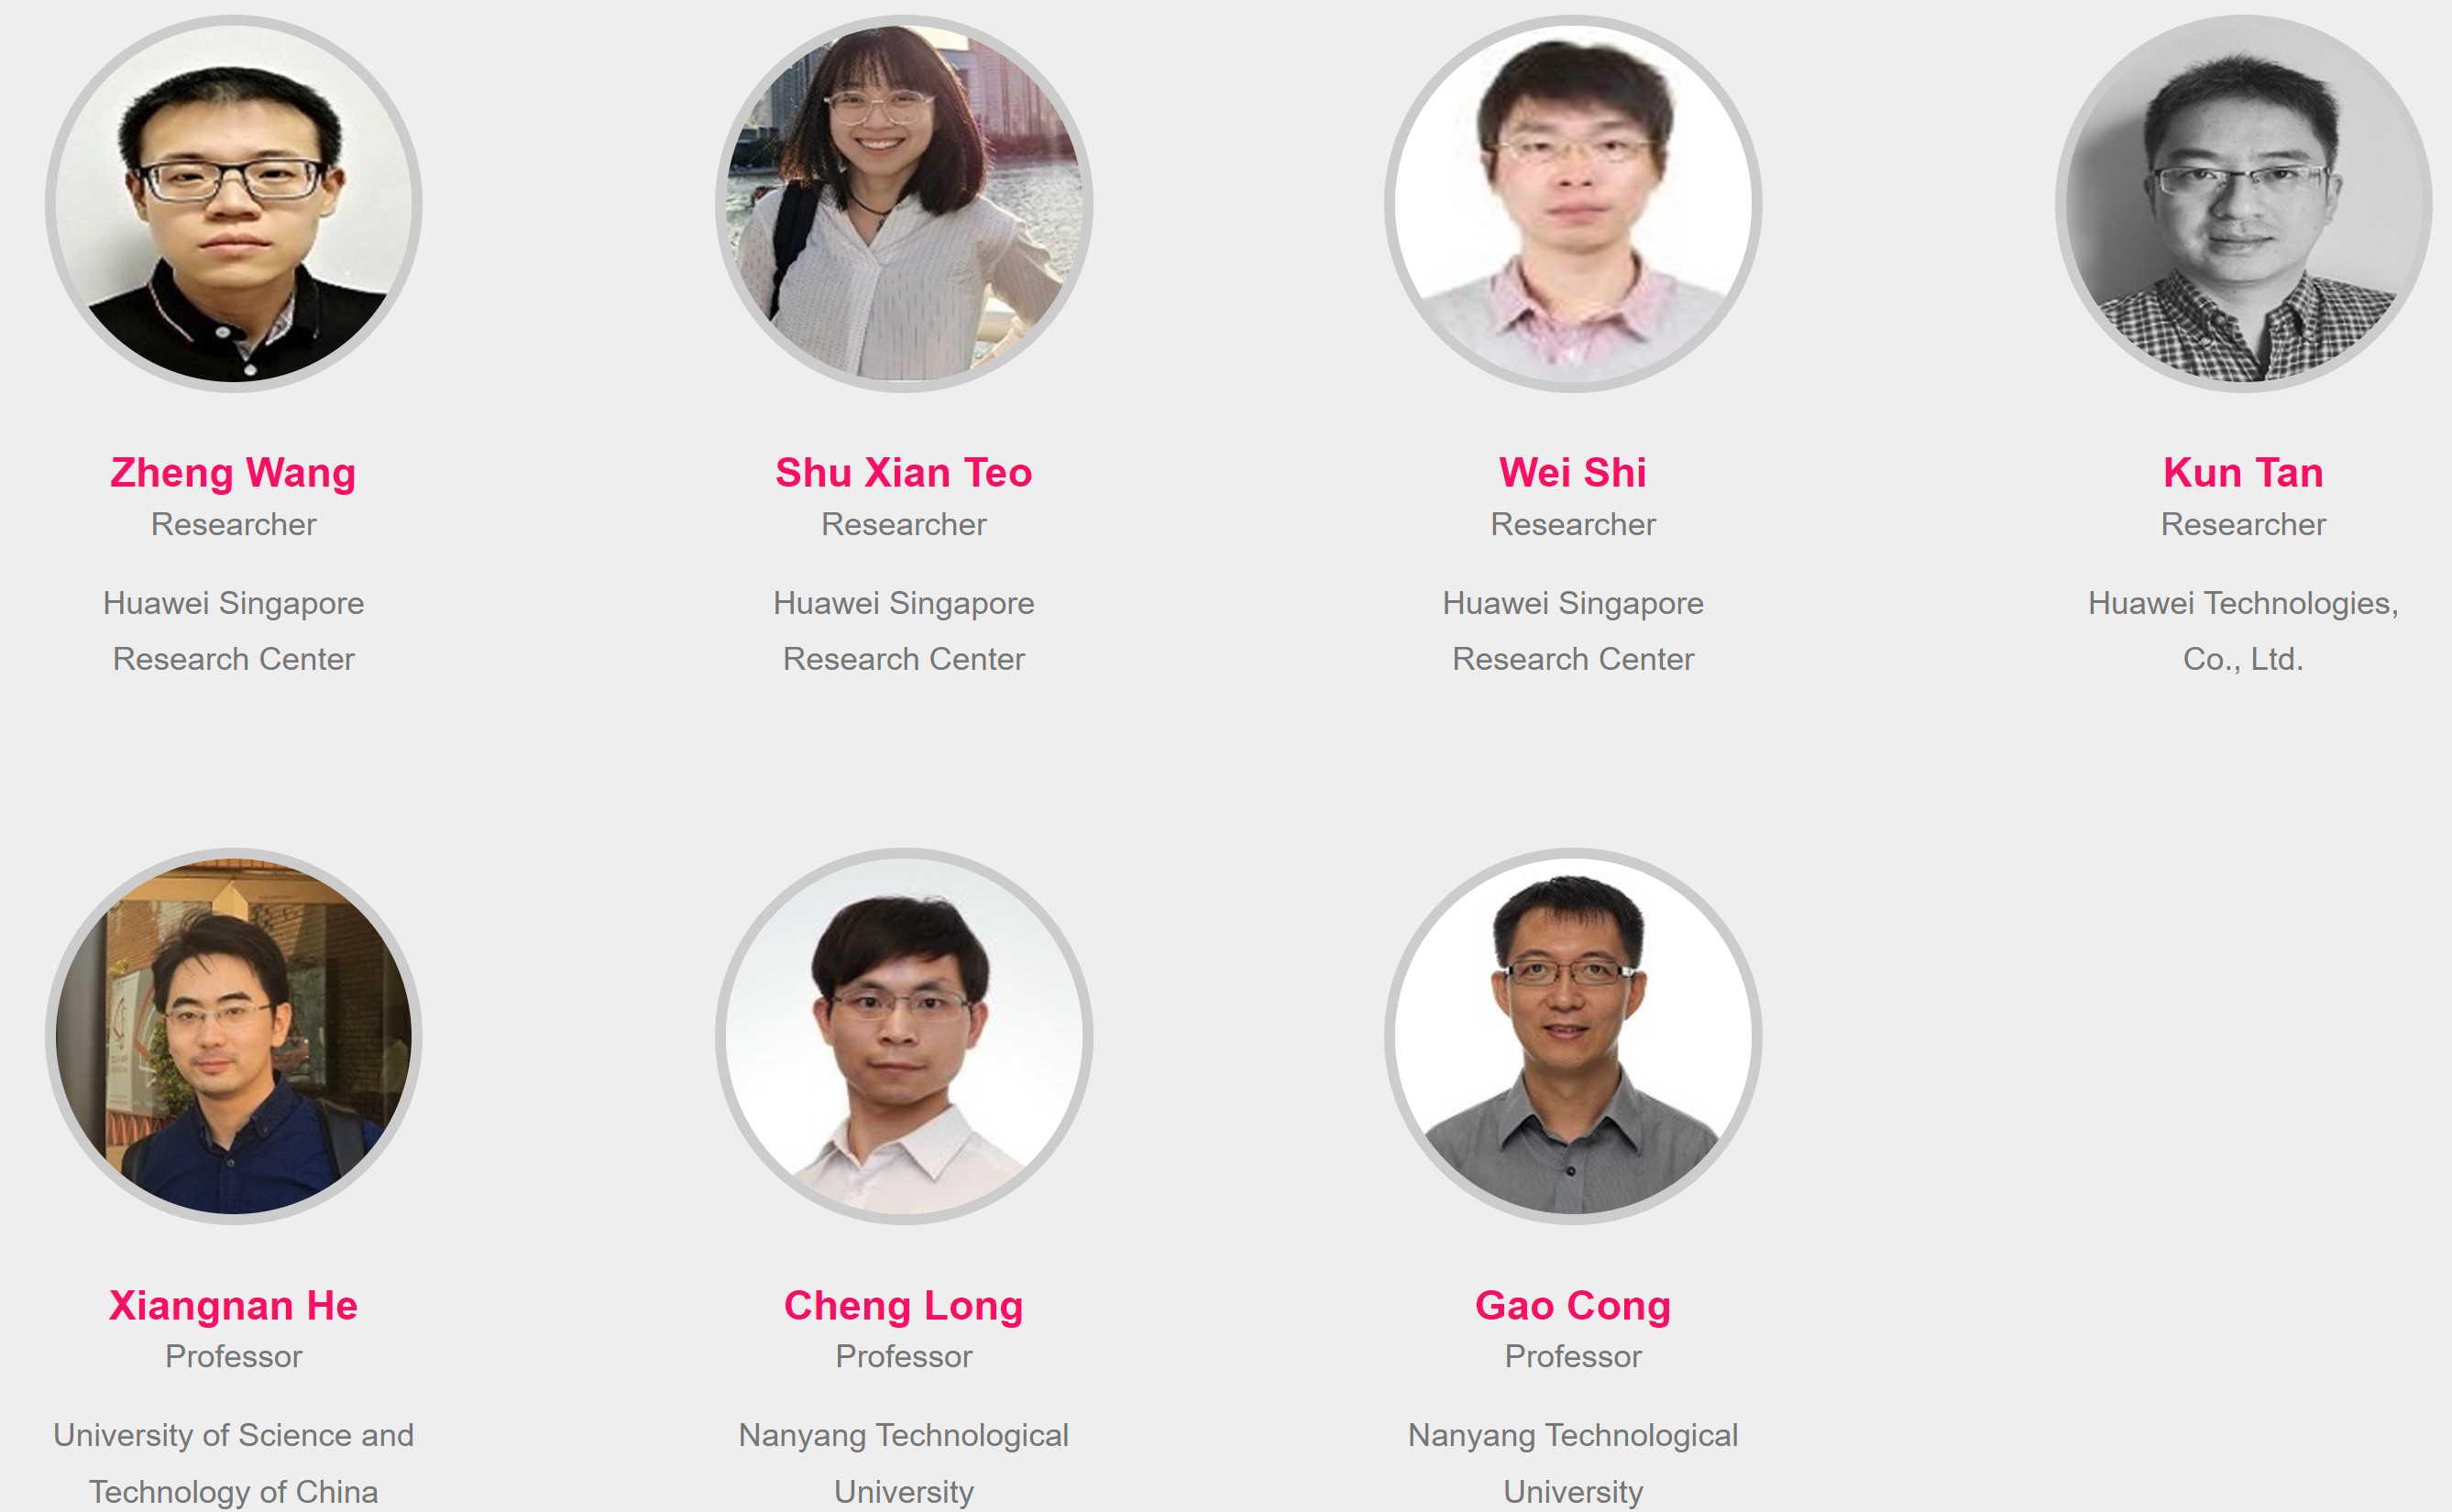 Zheng Wang
Researcher
Huawei Singapore
Research Center
Shu Xian Teo
Researcher
Huawei Singapore
Research Center
Wei Shi
Researcher
Huawei Singapore
Research Center
Kun Tan
Researcher
Huawei Technologies,
Co., Ltd.
Xiangnan He
Professor
University of Science and
Technology of China
Cheng Long
Professor
Nanyang Technological
University
Gao Cong
Professor
Nanyang Technological
University